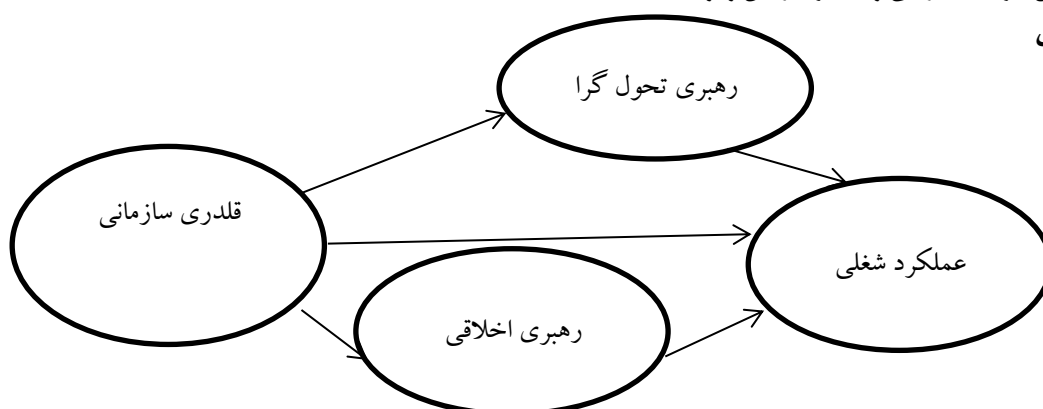 رهبری تحول گرا
قلدری سازمانی
عملکرد شغلی
رهبری اخلاقی